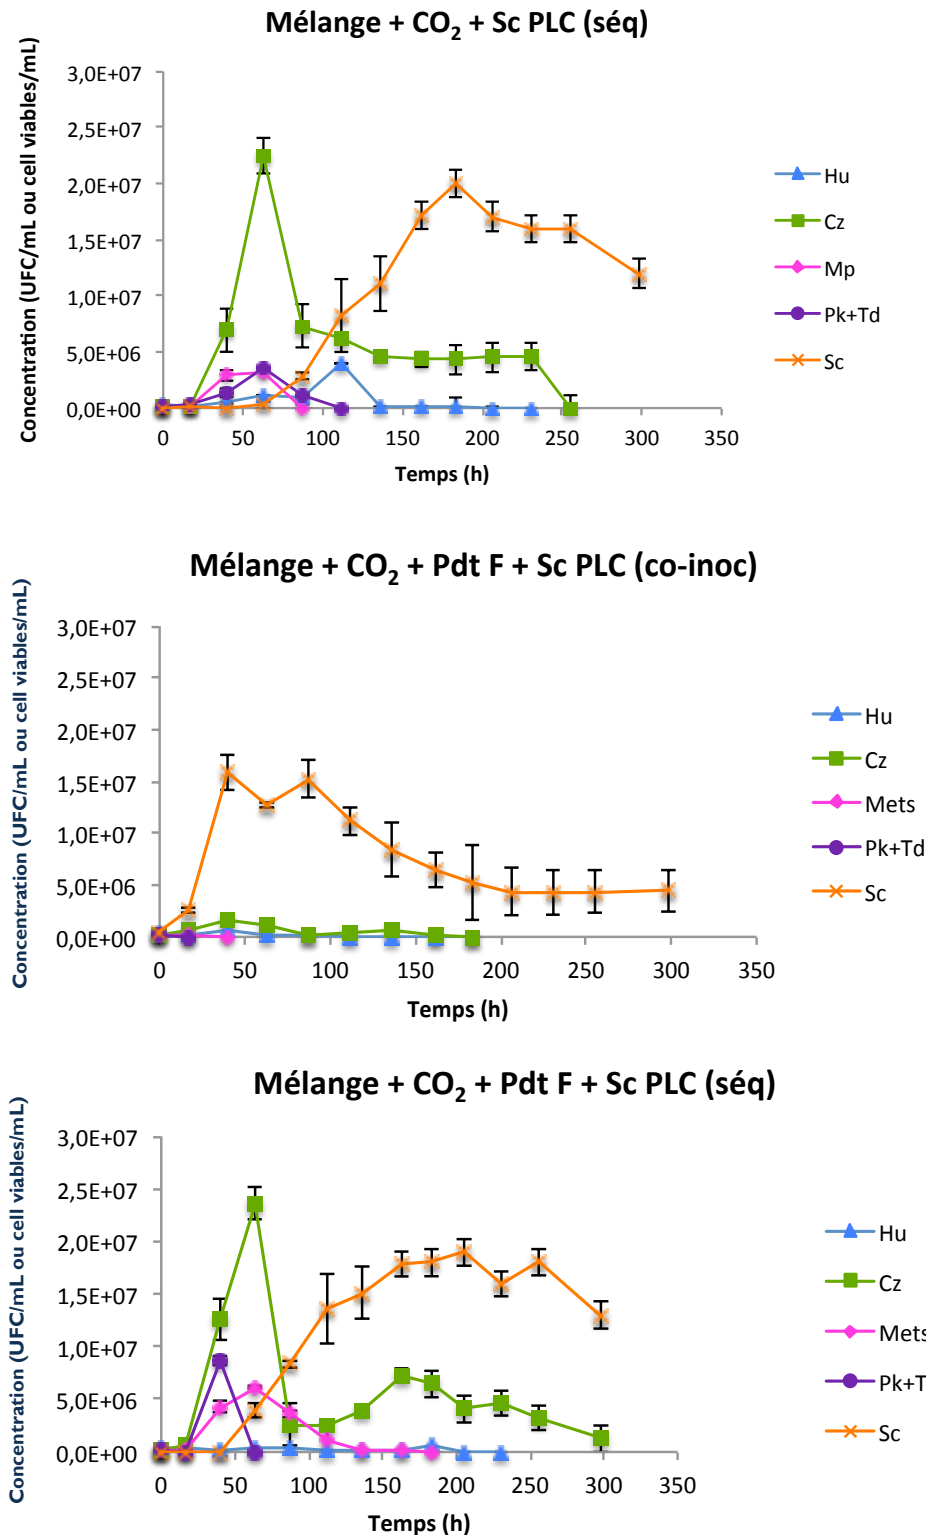 Mélange + CO₂ + Sc PLC (séq)
Concentration (UFC/mL ou cell viables/mL)
3,0E+07
2,5E+07
2,0E+07
1,5E+07
1,0E+07
5,0E+06
0,0E+00
0 50 100 150 200 250 300 350
Temps (h)
Hu
Cz
Mp
Pk+Td
Sc
Mélange + CO₂ + Pdt F + Sc PLC (co-inoc)
Concentration (UFC/mL ou cell viables/mL)
3,0E+07
2,5E+07
2,0E+07
1,5E+07
1,0E+07
5,0E+06
0,0E+00
0 50 100 150 200 250 300 350
Temps (h)
Hu
Cz
Mets
Pk+Td
Sc
Mélange + CO₂ + Pdt F + Sc PLC (séq)
Concentration (UFC/mL ou cell viables/mL)
3,0E+07
2,5E+07
2,0E+07
1,5E+07
1,0E+07
5,0E+06
0,0E+00
0 50 100 150 200 250 300 350
Temps (h)
Hu
Cz
Mets
Pk+T
Sc